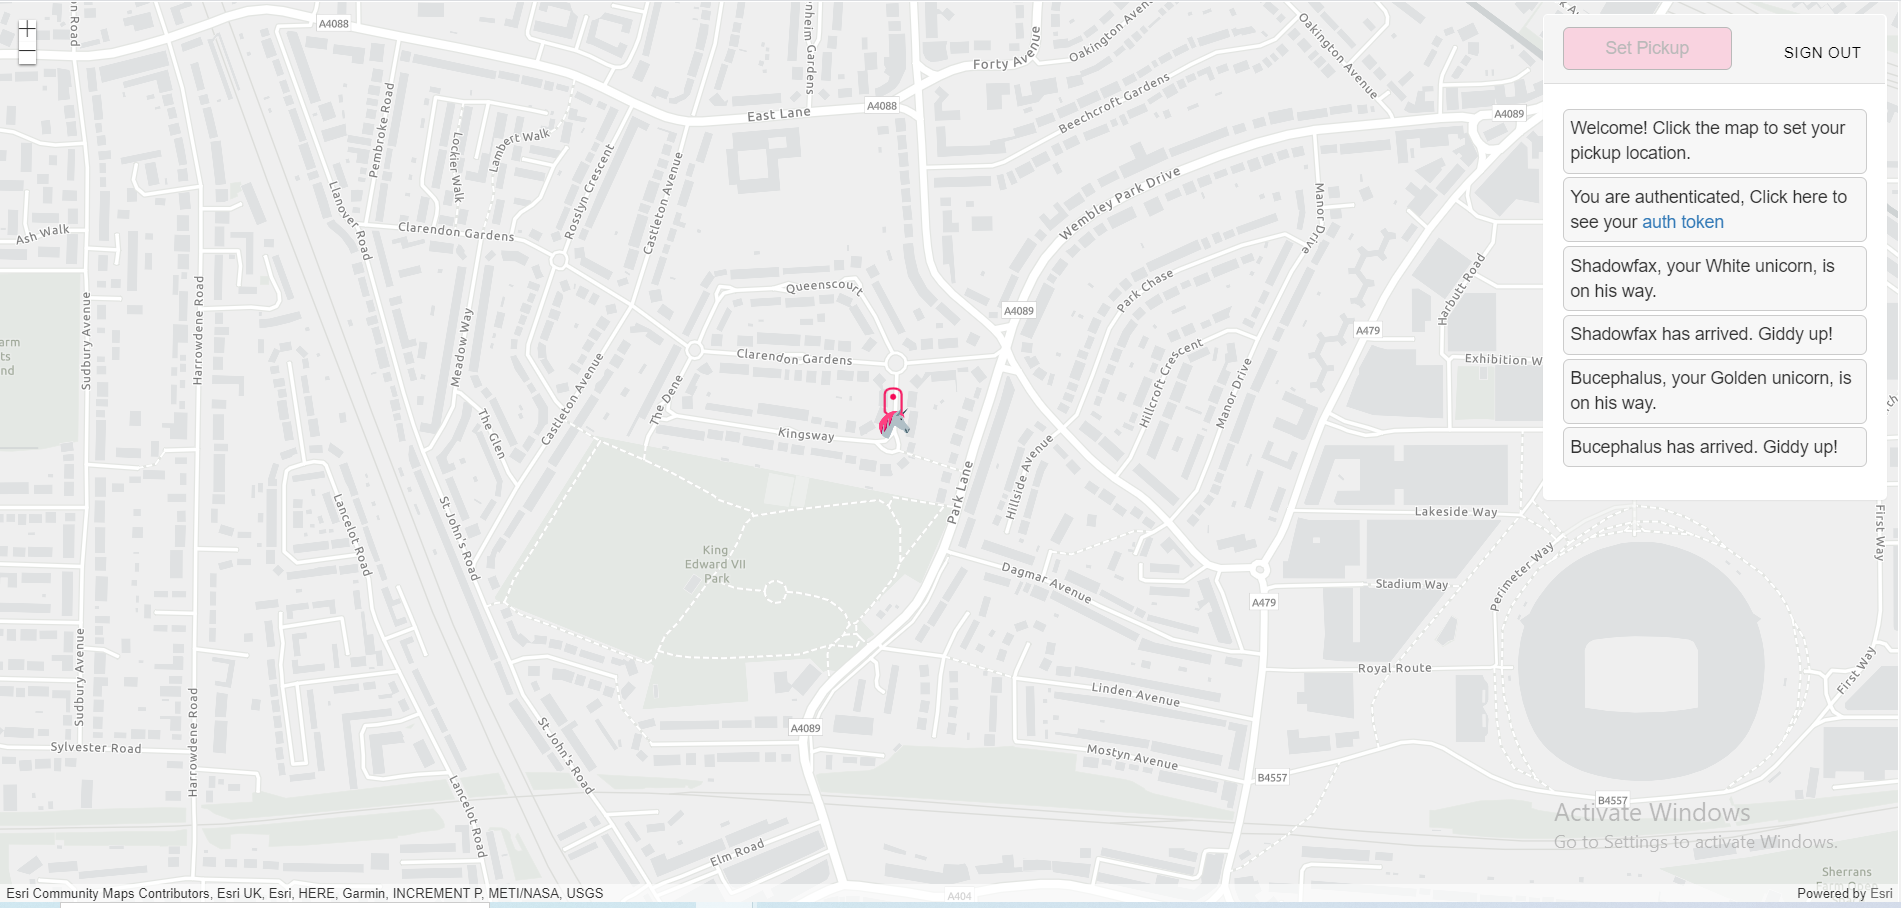 +
−
Set Pickup
SIGN OUT
Welcome! Click the map to set your
pickup location.
You are authenticated, Click here to
see your auth token
Shadowfax, your White unicorn, is
on his way.
Shadowfax has arrived. Giddy up!
Bucephalus, your Golden unicorn, is
on his way.
Bucephalus has arrived. Giddy up!
A4088
Forty Avenue
Oakington Avenue
East Lane
A4088
Beechcroft Gardens
A4089
Pembroke Road
Lockier Walk
Lambert Walk
Rosslyn Crescent
Castleton Avenue
Llanover Road
Clarendon Gardens
Wembley Park Drive
Manor Drive
Ash Walk
Sudbury Avenue
Harrowdene Road
Meadow Way
Queenscourt
Park Chase
Harbutt Road
A4089
A479
Clarendon Gardens
Exhibition W
Hillcroft Crescent
Manor Drive
The Dene
Castleton Avenue
The Glen
Kingsway
Park Lane
Hillside Avenue
Lancelot Road
St John's Road
Lakeside Way
First Way
King
Edward VII
Park
Dagmar Avenue
Stadium Way
Perimeter Way
A479
Sudbury Avenue
Harrowdene Road
Royal Route
First Way
Linden Avenue
A4089
St John's Road
Sylvester Road
Mostyn Avenue
B4557
B4557
Lancelot Road
Elm Road
Activate Windows
Go to Settings to activate Windows.
Sherrans
A404
Esri Community Maps Contributors, Esri UK, Esri, HERE, Garmin, INCREMENT P, METI/NASA, USGS
Powered by Esri